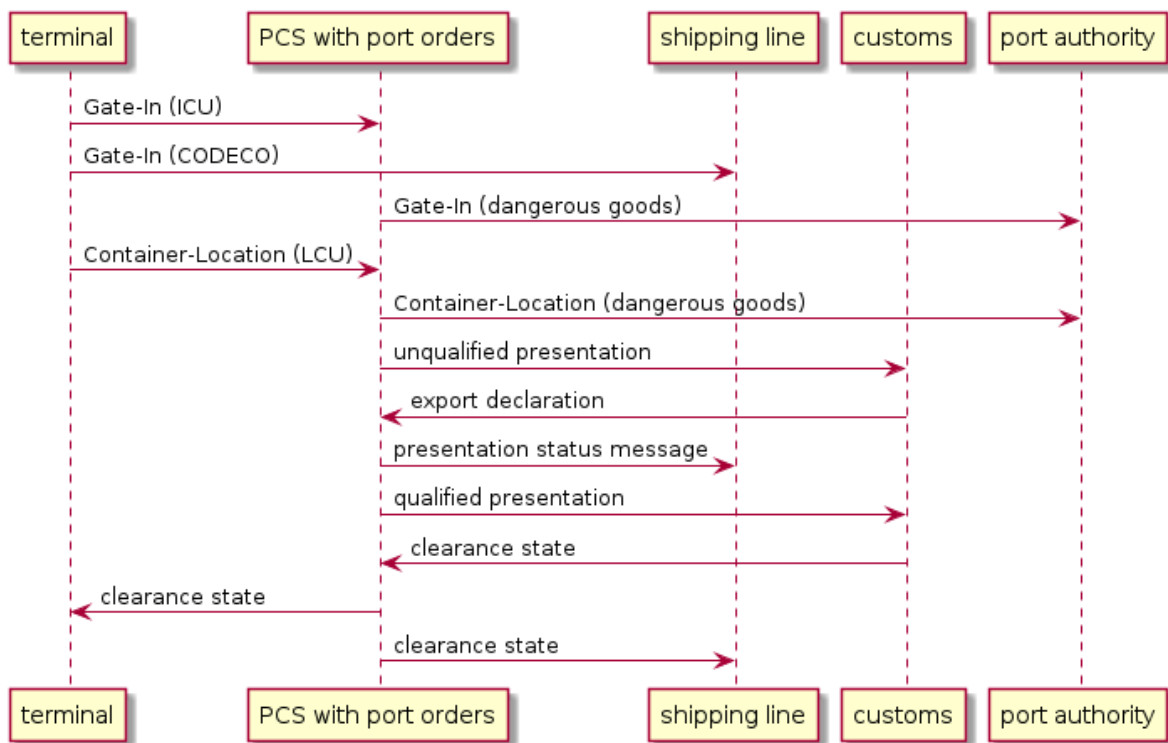 terminal
PCS with port orders
shipping line
customs
port authority
Gate-In (ICU)
Gate-In (CODECO)
Gate-In (dangerous goods)
Container-Location (LCU)
Container-Location (dangerous goods)
unqualified presentation
export declaration
presentation status message
qualified presentation
clearance state
clearance state
clearance state
terminal
PCS with port orders
shipping line
customs
port authority